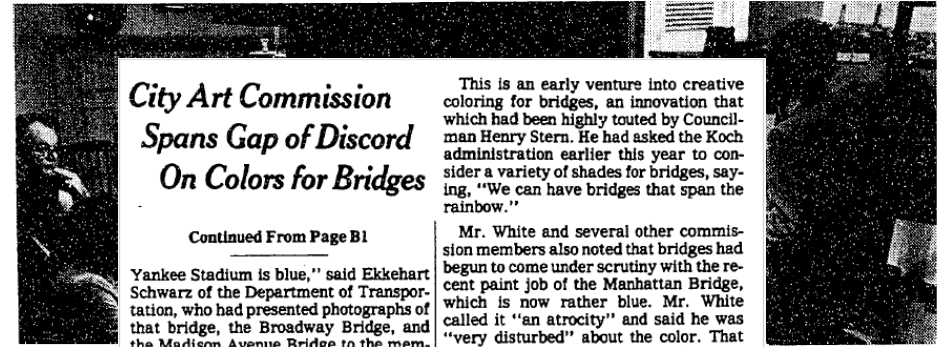 City Art Commission
Spans Gap of Discord
On Colors for Bridges
Continued From Page B1
Yankee Stadium is blue,” said Ekkehart
Schwarz of the Department of Transpor-
tation, who had presented photographs of
that bridge, the Broadway Bridge, and
the Madison Avenue Bridge to the mem-
This is an early venture into creative
coloring for bridges, an innovation that
which had been highly touted by Council-
man Henry Stern. He had asked the Koch
administration earlier this year to con-
sider a variety of shades for bridges, say-
ing, “We can have bridges that span the
rainbow.”
Mr. White and several other commis-
sion members also noted that bridges had
begun to come under scrutiny with the re-
cent paint job of the Manhattan Bridge,
which is now rather blue. Mr. White
called it “an atrocity” and said he was
“very disturbed” about the color. That